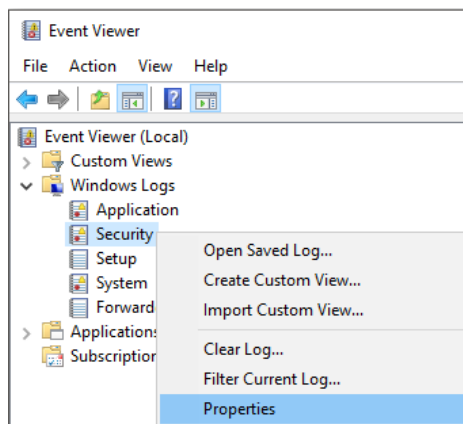 Event Viewer
File Action View Help
Event Viewer (Local)
Custom Views
Windows Logs
Application
Security
Setup
System
Forward
Applications
Subscription
Open Saved Log...
Create Custom View...
Import Custom View...
Clear Log...
Filter Current Log...
Properties